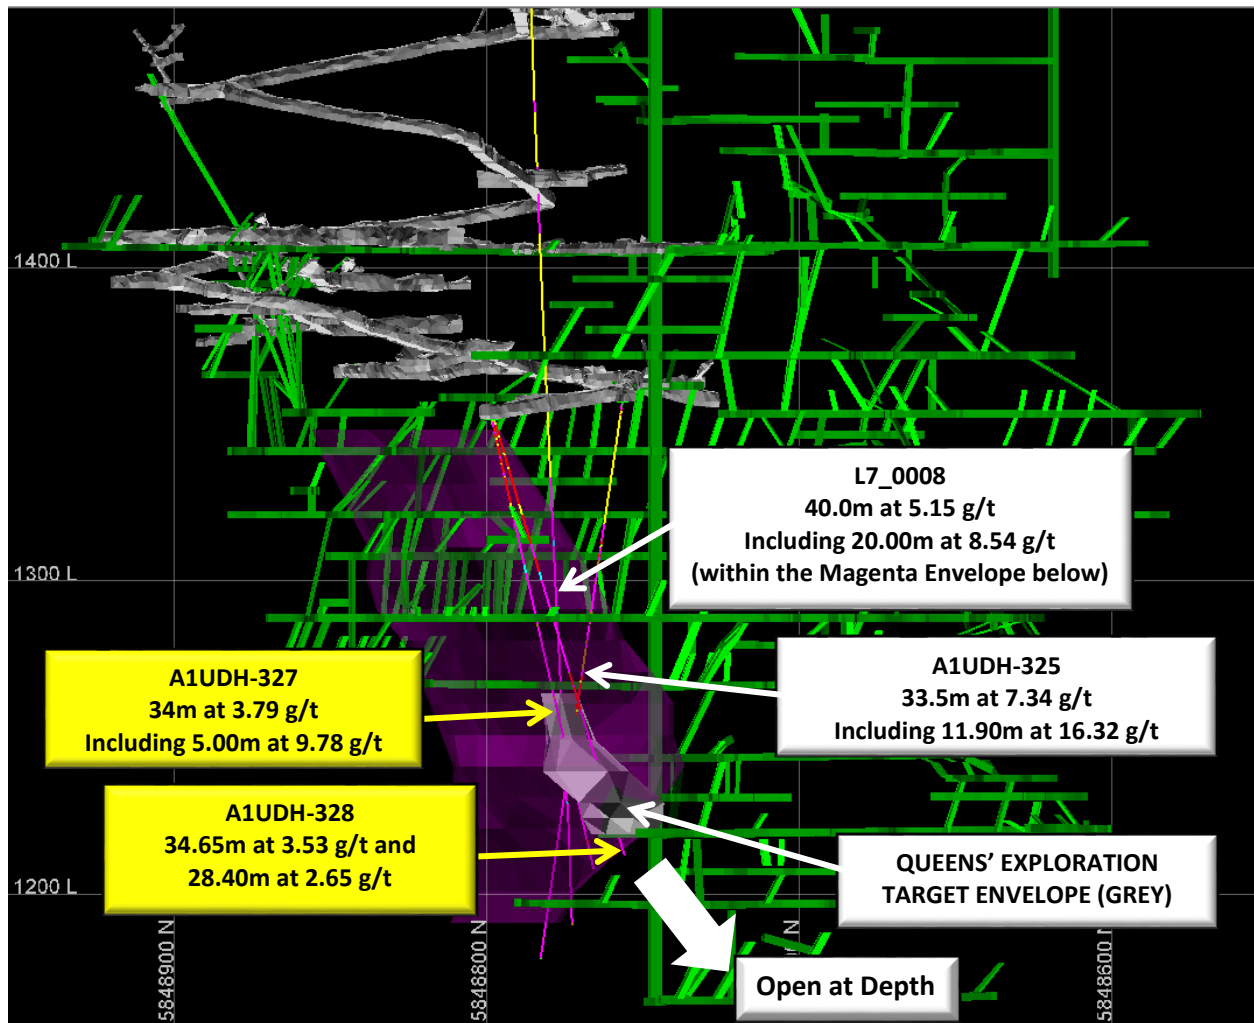 1400 L
L7_0008
40.0m at 5.15 g/t
Including 20.00m at 8.54 g/t
(within the Magenta Envelope below)
1300 L
A1UDH-327
34m at 3.79 g/t
Including 5.00m at 9.78 g/t
A1UDH-325
33.5m at 7.34 g/t
Including 11.90m at 16.32 g/t
A1UDH-328
34.65m at 3.53 g/t and
28.40m at 2.65 g/t
QUEENS’ EXPLORATION
TARGET ENVELOPE (GREY)
1200 L
5848900 N
5848800 N
5848600 N
Open at Depth